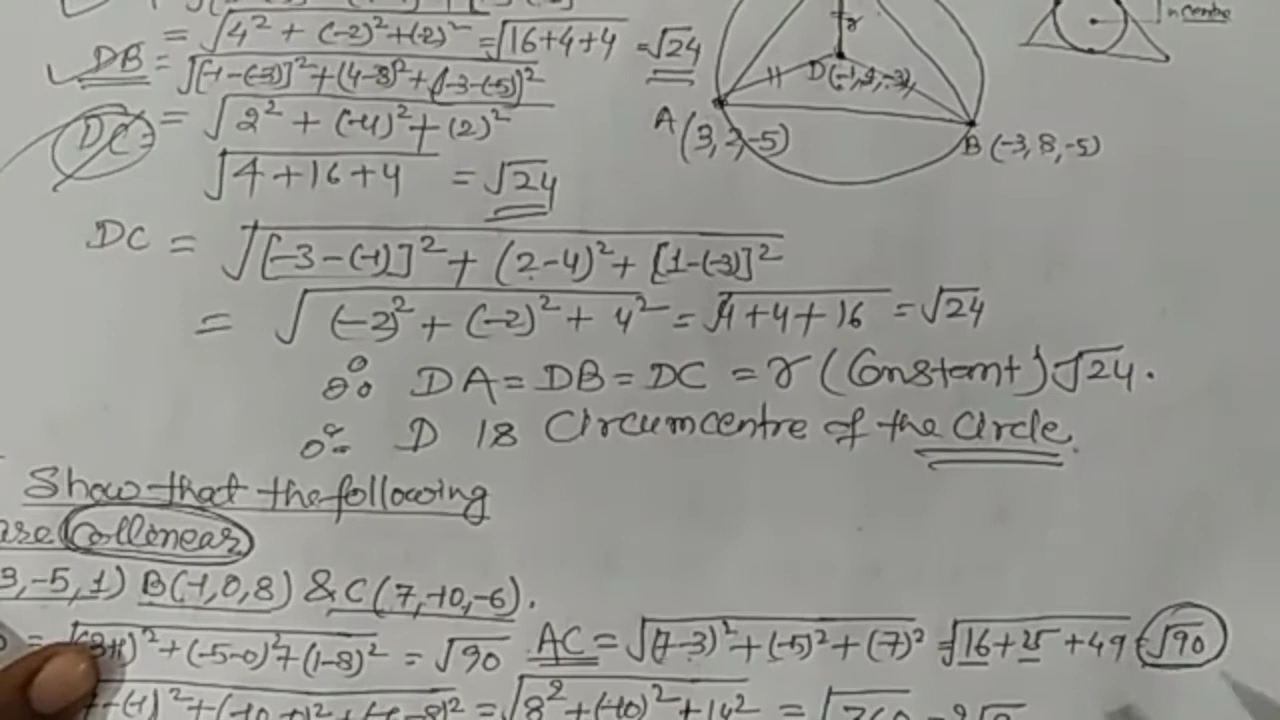 = √4² + (-2)² + (2)² = √16+4+4 = √24
DB = √[-1-(-3)]² + (4-8)² + (-3-(-5))²
= √2² + (-4)² + (2)²
DC =
√4+16+4 = √24
r
D(-1,4,-3)
A (3, 2, -5)
B (-3, 8, -5)
Incentre
DC = √[-3-(-1)]² + (2-4)² + [1-(-3)]²
= √(-2)² + (-2)² + 4² = √4+4+16 = √24
∴ DA = DB = DC = r (Constant) √24.
∴ D is Circumcentre of the Circle.
Show that the following
are Collinear
3,-5,1) B(-1,0,8) & C(7,-10,-6).
= √(3+1)² + (-5-0)² + (1-8)² = √90 AC = √(7-3)² + (-5)² + (7)² = √16+25+49 = √90
= √8² + (-10)² + 14² = √360